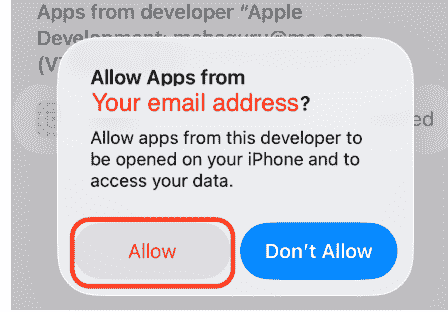 Apps from developer "Apple
Development:
Allow Apps from
Your email address?
Allow apps from this developer to
be opened on your iPhone and to
access your data.
Allow
Don't Allow